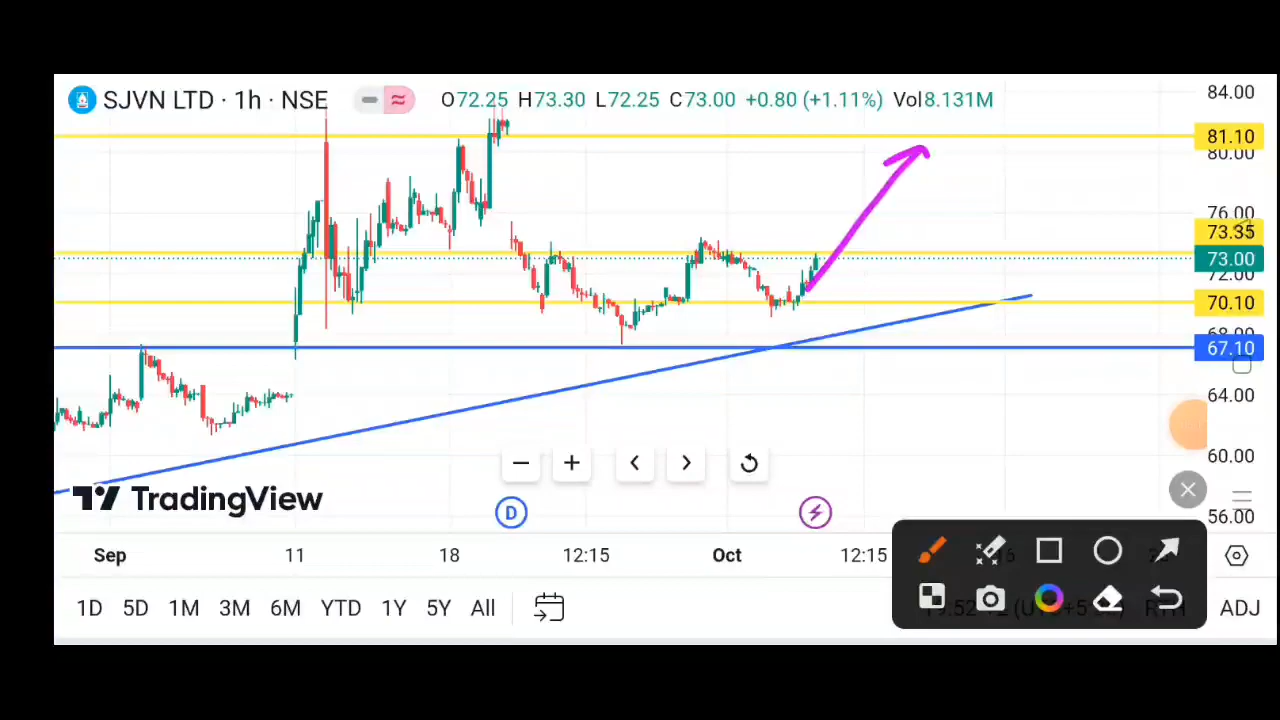 SJVN LTD · 1h · NSE O72.25 H73.30 L72.25 C73.00 +0.80 (+1.11%) Vol8.131M
84.00
81.10
80.00
76.00
73.35
73.00
72.00
70.10
67.10
64.00
60.00
56.00
TradingView
D
Sep 11 18 12:15 Oct 12:15
1D 5D 1M 3M 6M YTD 1Y 5Y All ADJ